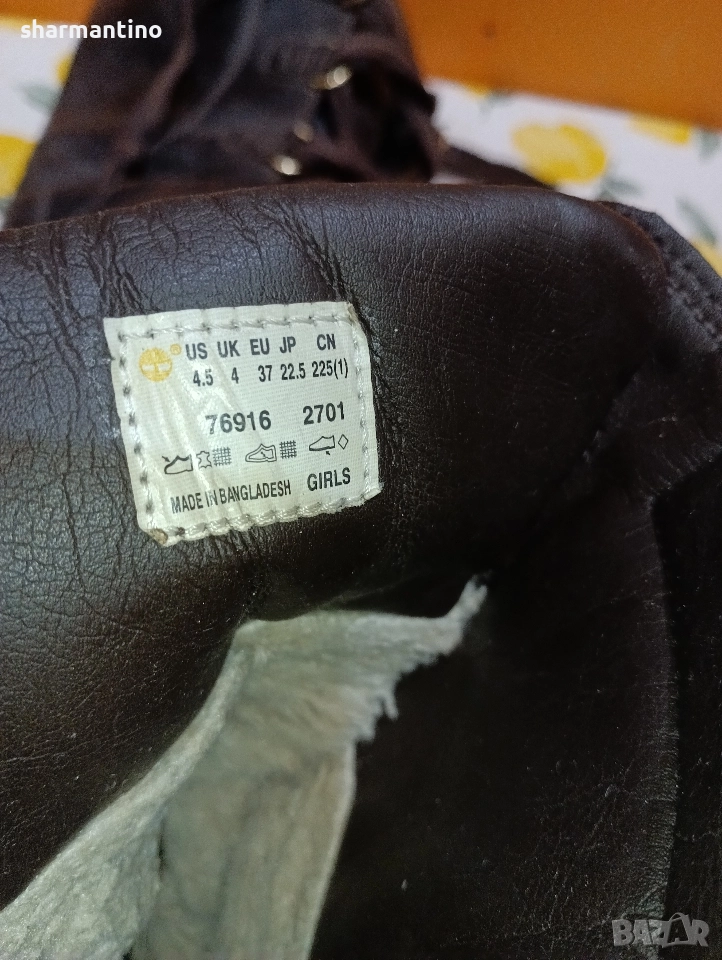 sharmantino
® US UK EU JP CN
4.5 4 37 22.5 225(1)
76916 2701
MADE IN BANGLADESH GIRLS
BAZAR